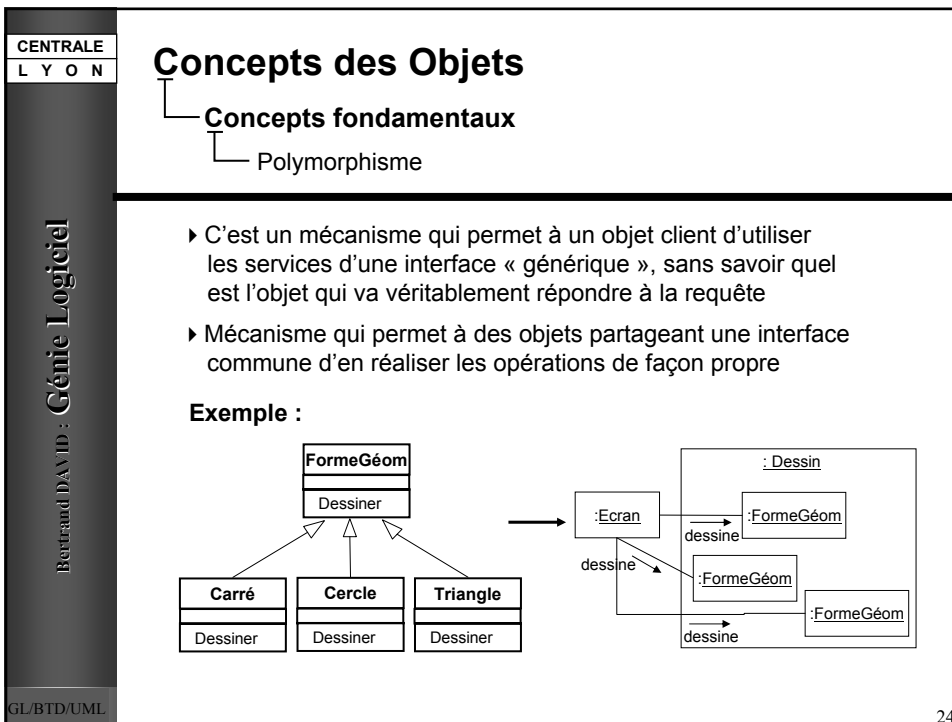 CENTRALE
L Y O N
Concepts des Objets
Concepts fondamentaux
Polymorphisme
Bertrand DAVID : Génie Logiciel
C’est un mécanisme qui permet à un objet client d’utiliser
les services d’une interface « générique », sans savoir quel
est l’objet qui va véritablement répondre à la requête
Mécanisme qui permet à des objets partageant une interface
commune d’en réaliser les opérations de façon propre
Exemple :
FormeGéom
Dessiner
Carré
Dessiner
Cercle
Dessiner
Triangle
Dessiner
: Dessin
:Ecran
:FormeGéom
dessine
dessine
:FormeGéom
:FormeGéom
dessine
GL/BTD/UML
24